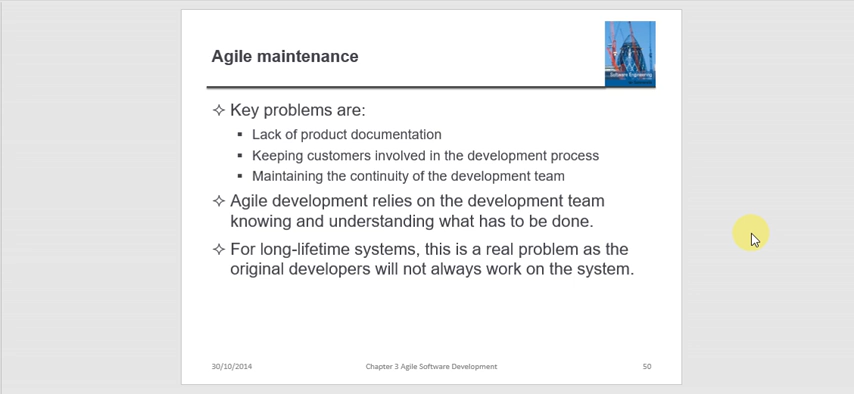 Agile maintenance
Software Engineering
Key problems are:
Lack of product documentation
Keeping customers involved in the development process
Maintaining the continuity of the development team
Agile development relies on the development team
knowing and understanding what has to be done.
For long-lifetime systems, this is a real problem as the
original developers will not always work on the system.
30/10/2014
Chapter 3 Agile Software Development
50